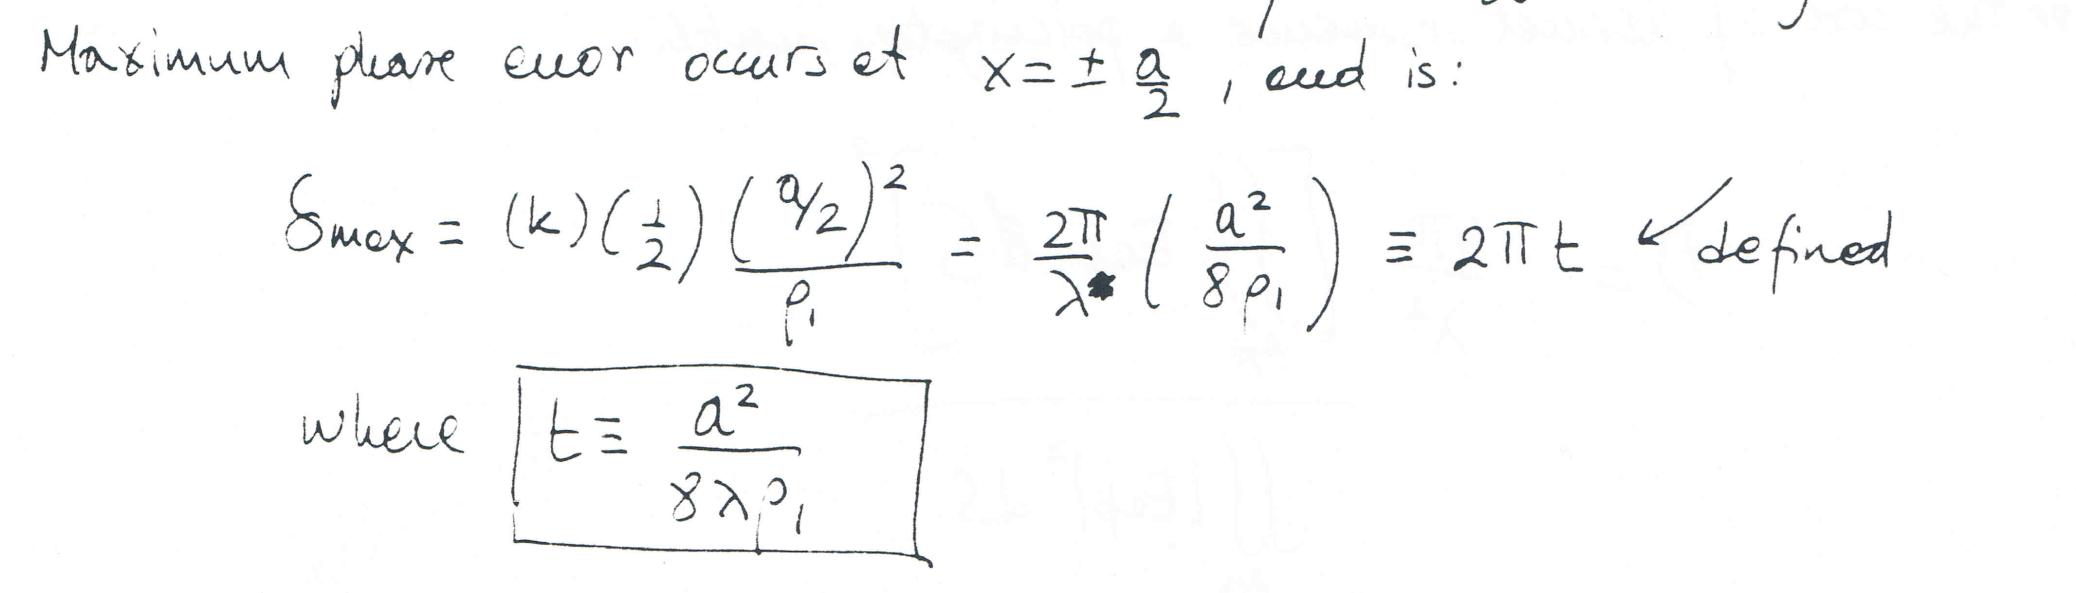 Maximum phase error occurs at x = ± a/2 , and is:
δmax = (k)(1/2) (a/2)²/ρ₁ = 2π/λ (a²/8ρ₁) ≡ 2πt ↙ defined
where t ≡ a²/8λρ₁